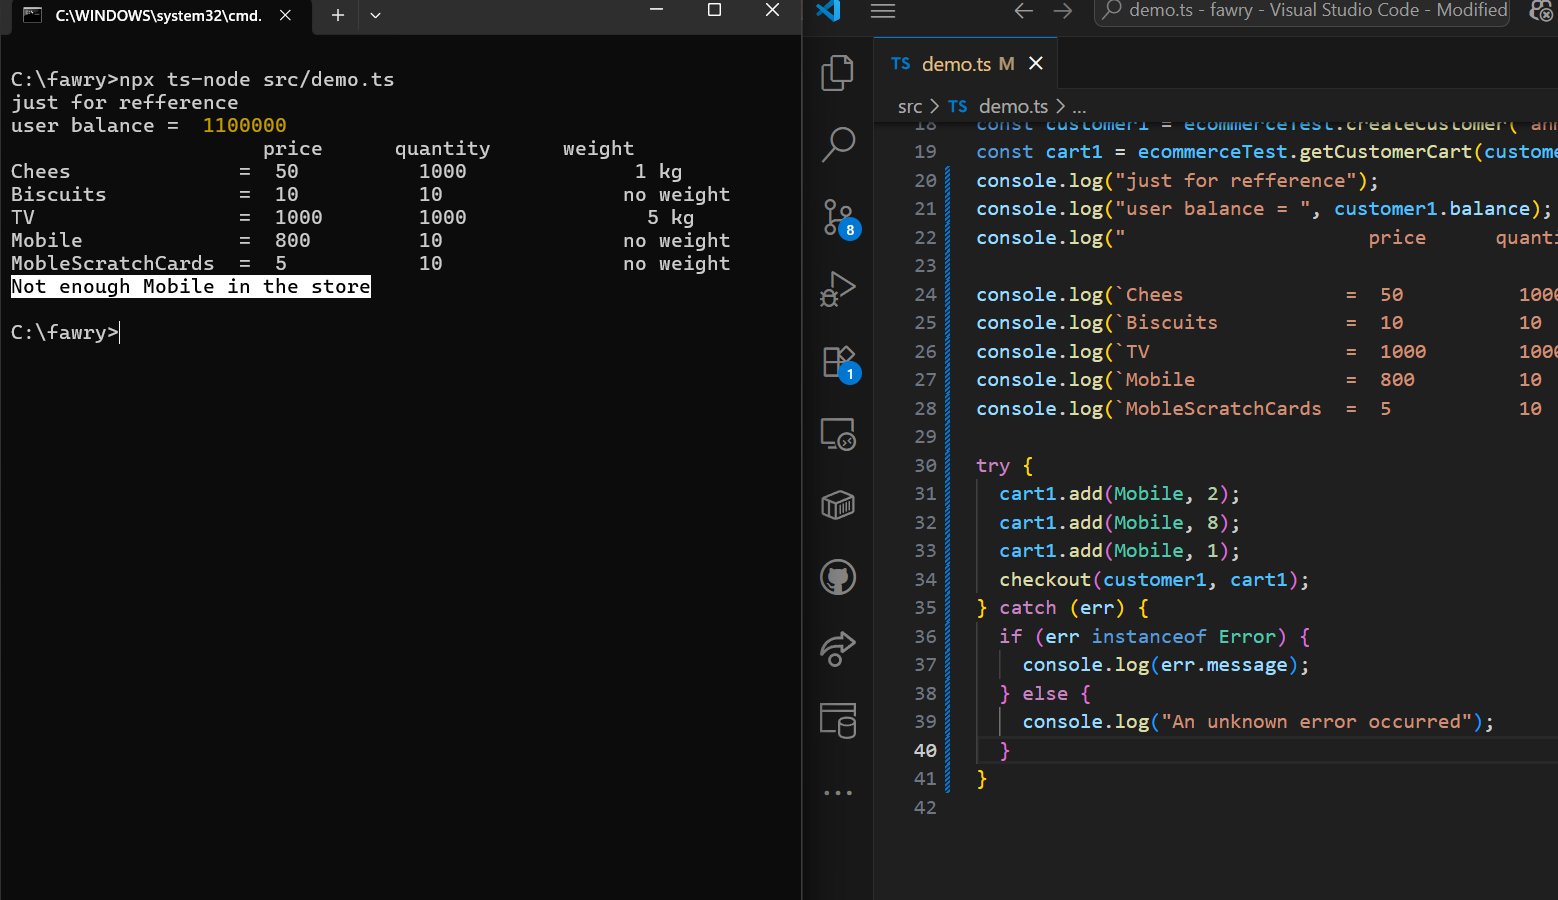 C:\WINDOWS\system32\cmd.
C:\fawry>npx ts-node src/demo.ts
just for refference
user balance =  1100000
price      quantity      weight
Chees              =  50          1000              1 kg
Biscuits           =  10          10               no weight
TV                 =  1000        1000               5 kg
Mobile             =  800         10               no weight
MobleScratchCards  =  5           10               no weight
Not enough Mobile in the store
C:\fawry>
demo.ts - fawry - Visual Studio Code - Modified
TS demo.ts M
src > TS demo.ts > ...
8
1
18 const customer1 = ecommerceTest.createCustomer(
19 const cart1 = ecommerceTest.getCustomerCart(custome
20 console.log("just for refference");
21 console.log("user balance = ", customer1.balance);
22 console.log("                     price      quanti
23
24 console.log(`Chees              =  50          1000
25 console.log(`Biscuits           =  10          10
26 console.log(`TV                 =  1000        1000
27 console.log(`Mobile             =  800         10
28 console.log(`MobleScratchCards  =  5           10
29
30 try {
31   cart1.add(Mobile, 2);
32   cart1.add(Mobile, 8);
33   cart1.add(Mobile, 1);
34   checkout(customer1, cart1);
35 } catch (err) {
36   if (err instanceof Error) {
37     console.log(err.message);
38   } else {
39     console.log("An unknown error occurred");
40   }
41 }
42